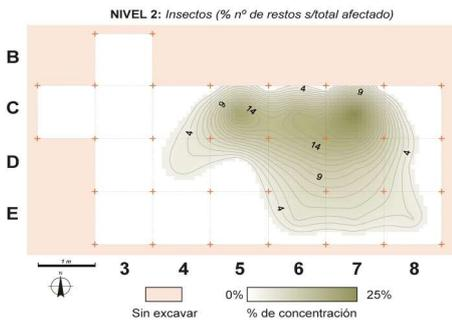 NIVEL 2: Insectos (% nº de restos s/total afectado)
B
C
D
E
4
9
9
14
4
14
4
9
4
1 m
N
3 4 5 6 7 8
0% 25%
Sin excavar
% de concentración